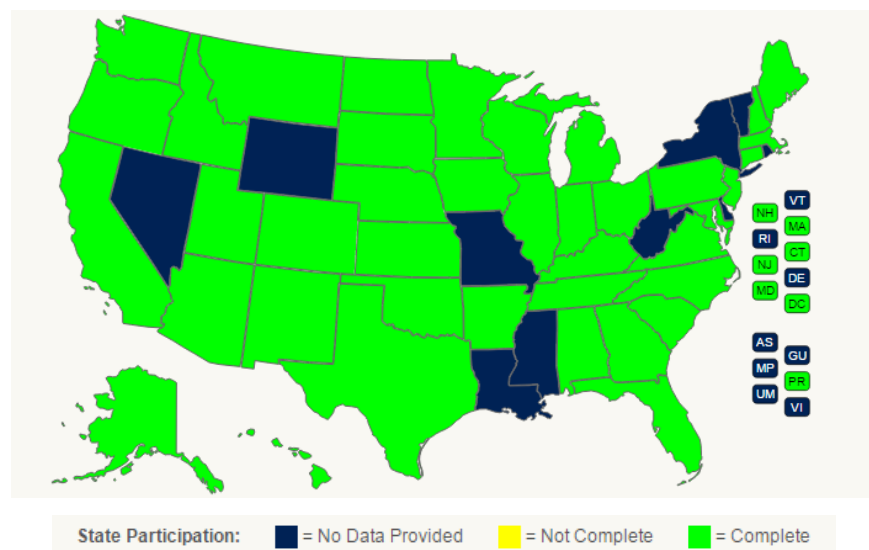 VT
NH
MA
RI
CT
NJ
DE
MD
DC
AS
GU
MP
PR
UM
VI
State Participation: = No Data Provided = Not Complete = Complete